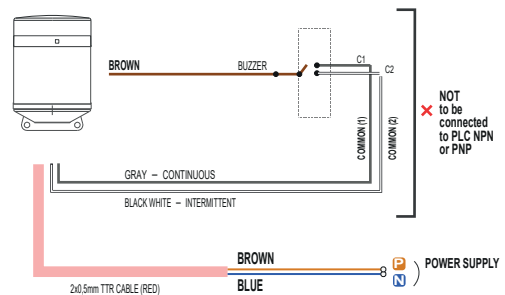 BROWN
BUZZER
C1
C2
COMMON (1)
COMMON (2)
NOT
to be
connected
to PLC NPN
or PNP
GRAY – CONTINUOUS
BLACK WHITE – INTERMITTENT
BROWN
P
POWER SUPPLY
N
BLUE
2x0,5mm TTR CABLE (RED)